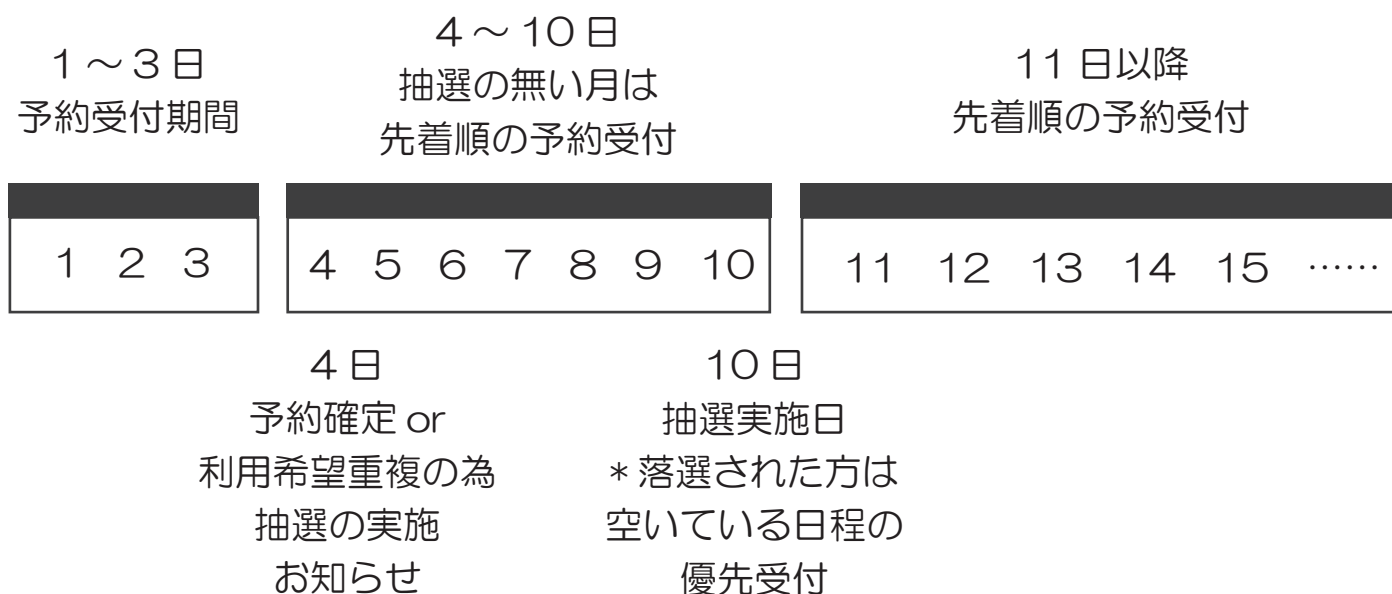 1～3日
予約受付期間
4～10日
抽選の無い月は
先着順の予約受付
11日以降
先着順の予約受付
1 2 3
4 5 6 7 8 9 10
11 12 13 14 15 ……
4日
予約確定 or
利用希望重複の為
抽選の実施
お知らせ
10日
抽選実施日
*落選された方は
空いている日程の
優先受付